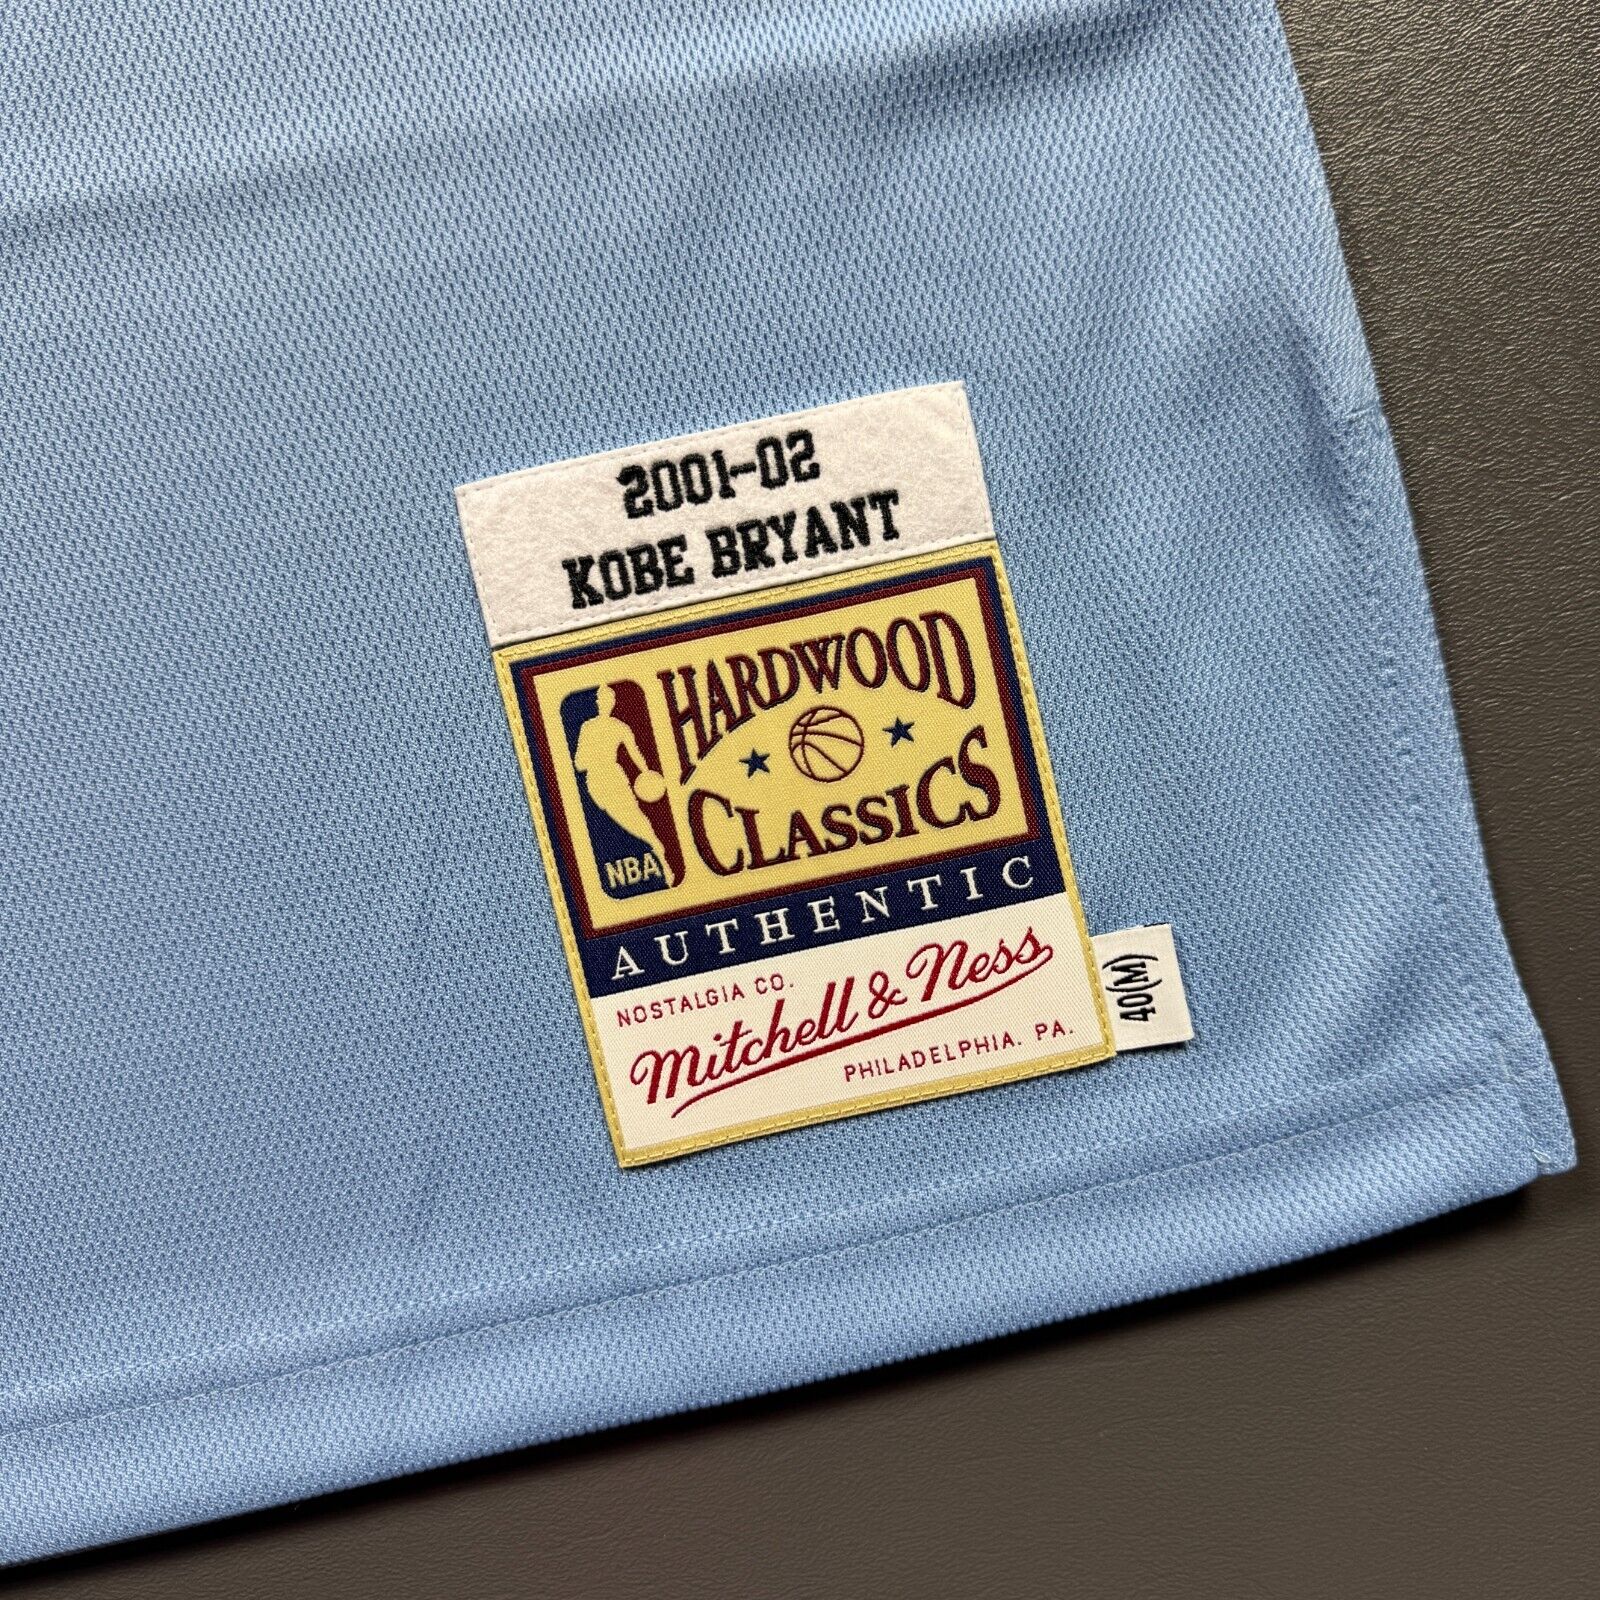 2001-02
KOBE BRYANT
HARDWOOD
CLASSICS
NBA
AUTHENTIC
NOSTALGIA CO.
Mitchell & Ness
PHILADELPHIA, PA.
40(M)